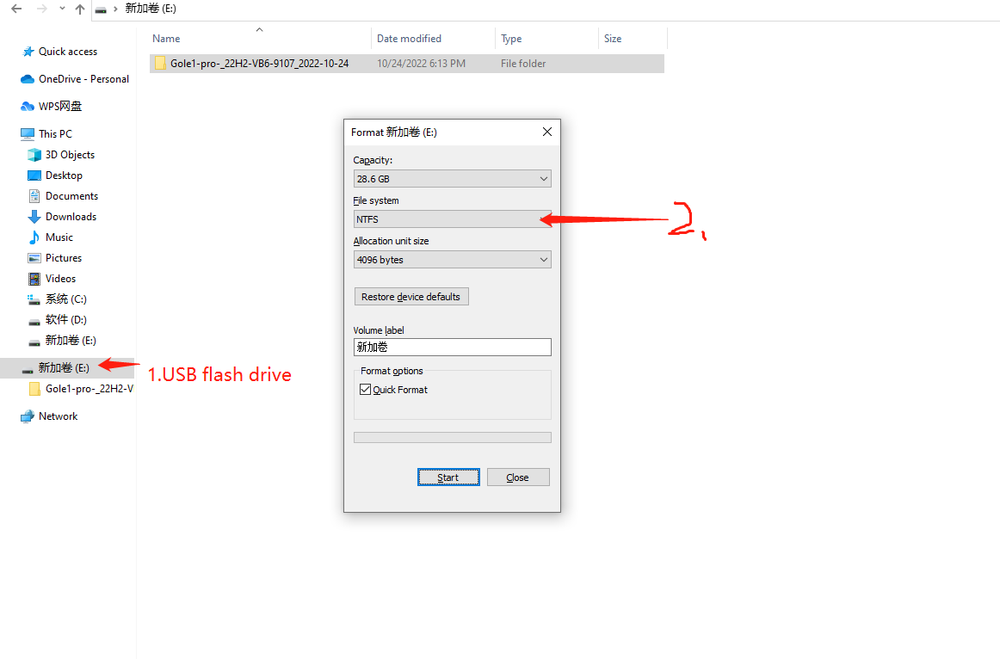 新加卷 (E:)
Name
Date modified
Type
Size
Quick access
OneDrive - Personal
WPS网盘
This PC
3D Objects
Desktop
Documents
Downloads
Music
Pictures
Videos
系统 (C:)
软件 (D:)
新加卷 (E:)
新加卷 (E:)
Gole1-pro-_22H2-V
Network
Gole1-pro-_22H2-VB6-9107_2022-10-24
10/24/2022 6:13 PM
File folder
1.USB flash drive
Format 新加卷 (E:)
Capacity:
28.6 GB
File system
NTFS
2.
Allocation unit size
4096 bytes
Restore device defaults
Volume label
新加卷
Format options
Quick Format
Start
Close